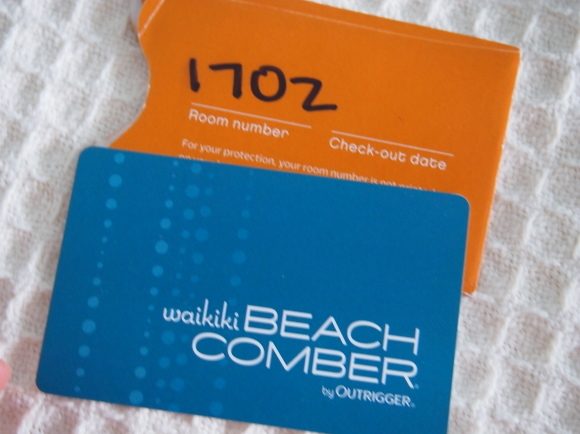 1702
Room number
Check-out date
For your protection, your room number is not
waikiki BEACH
COMBER
by OUTRIGGER